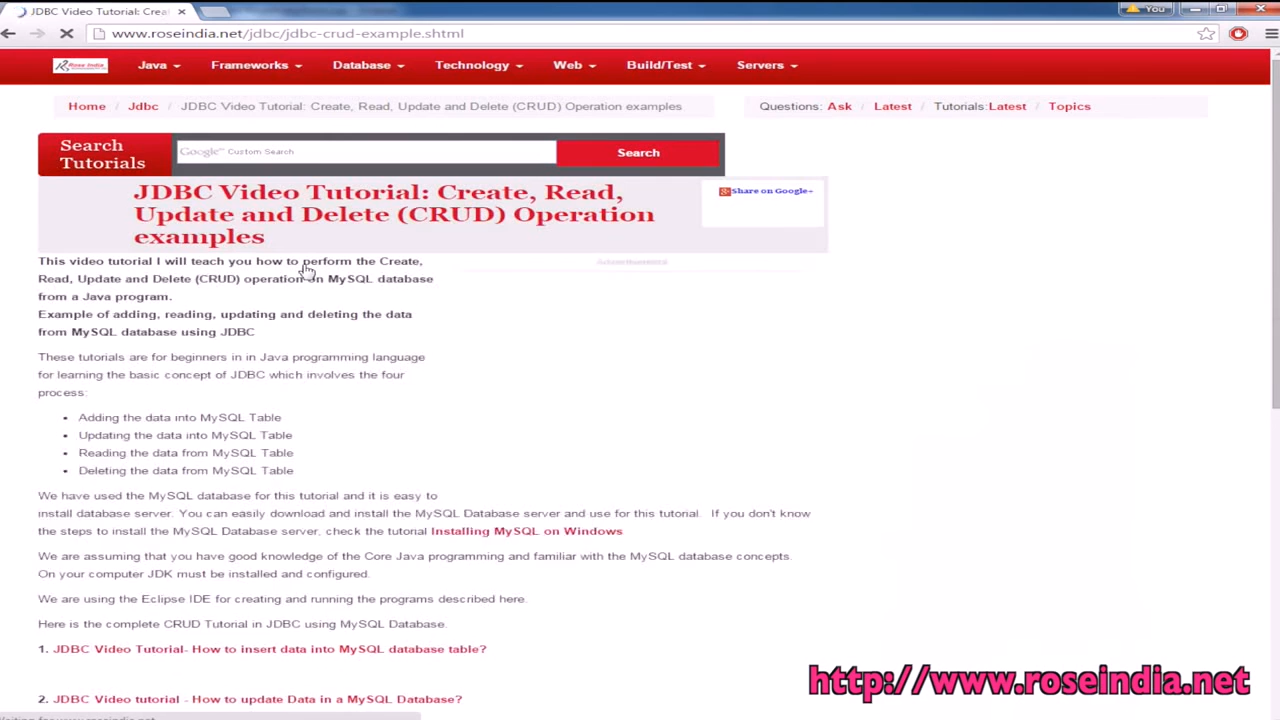 JDBC Video Tutorial: Crea
You
www.roseindia.net/jdbc/jdbc-crud-example.shtml
Rose India
Java Frameworks Database Technology Web Build/Test Servers
Home / Jdbc / JDBC Video Tutorial: Create, Read, Update and Delete (CRUD) Operation examples
Questions: Ask / Latest / Tutorials:Latest / Topics
Search
Tutorials
Google™ Custom Search
Search
JDBC Video Tutorial: Create, Read,
Update and Delete (CRUD) Operation
examples
Share on Google+
This video tutorial I will teach you how to perform the Create,
Advertisement
Read, Update and Delete (CRUD) operation on MySQL database
from a Java program.
Example of adding, reading, updating and deleting the data
from MySQL database using JDBC
These tutorials are for beginners in in Java programming language
for learning the basic concept of JDBC which involves the four
process:
• Adding the data into MySQL Table
• Updating the data into MySQL Table
• Reading the data from MySQL Table
• Deleting the data from MySQL Table
We have used the MySQL database for this tutorial and it is easy to
install database server. You can easily download and install the MySQL Database server and use for this tutorial. If you don't know
the steps to install the MySQL Database server, check the tutorial Installing MySQL on Windows
We are assuming that you have good knowledge of the Core Java programming and familiar with the MySQL database concepts.
On your computer JDK must be installed and configured.
We are using the Eclipse IDE for creating and running the programs described here.
Here is the complete CRUD Tutorial in JDBC using MySQL Database.
1. JDBC Video Tutorial- How to insert data into MySQL database table?
http://www.roseindia.net
2. JDBC Video tutorial - How to update Data in a MySQL Database?
Waiting for www.roseindia.net